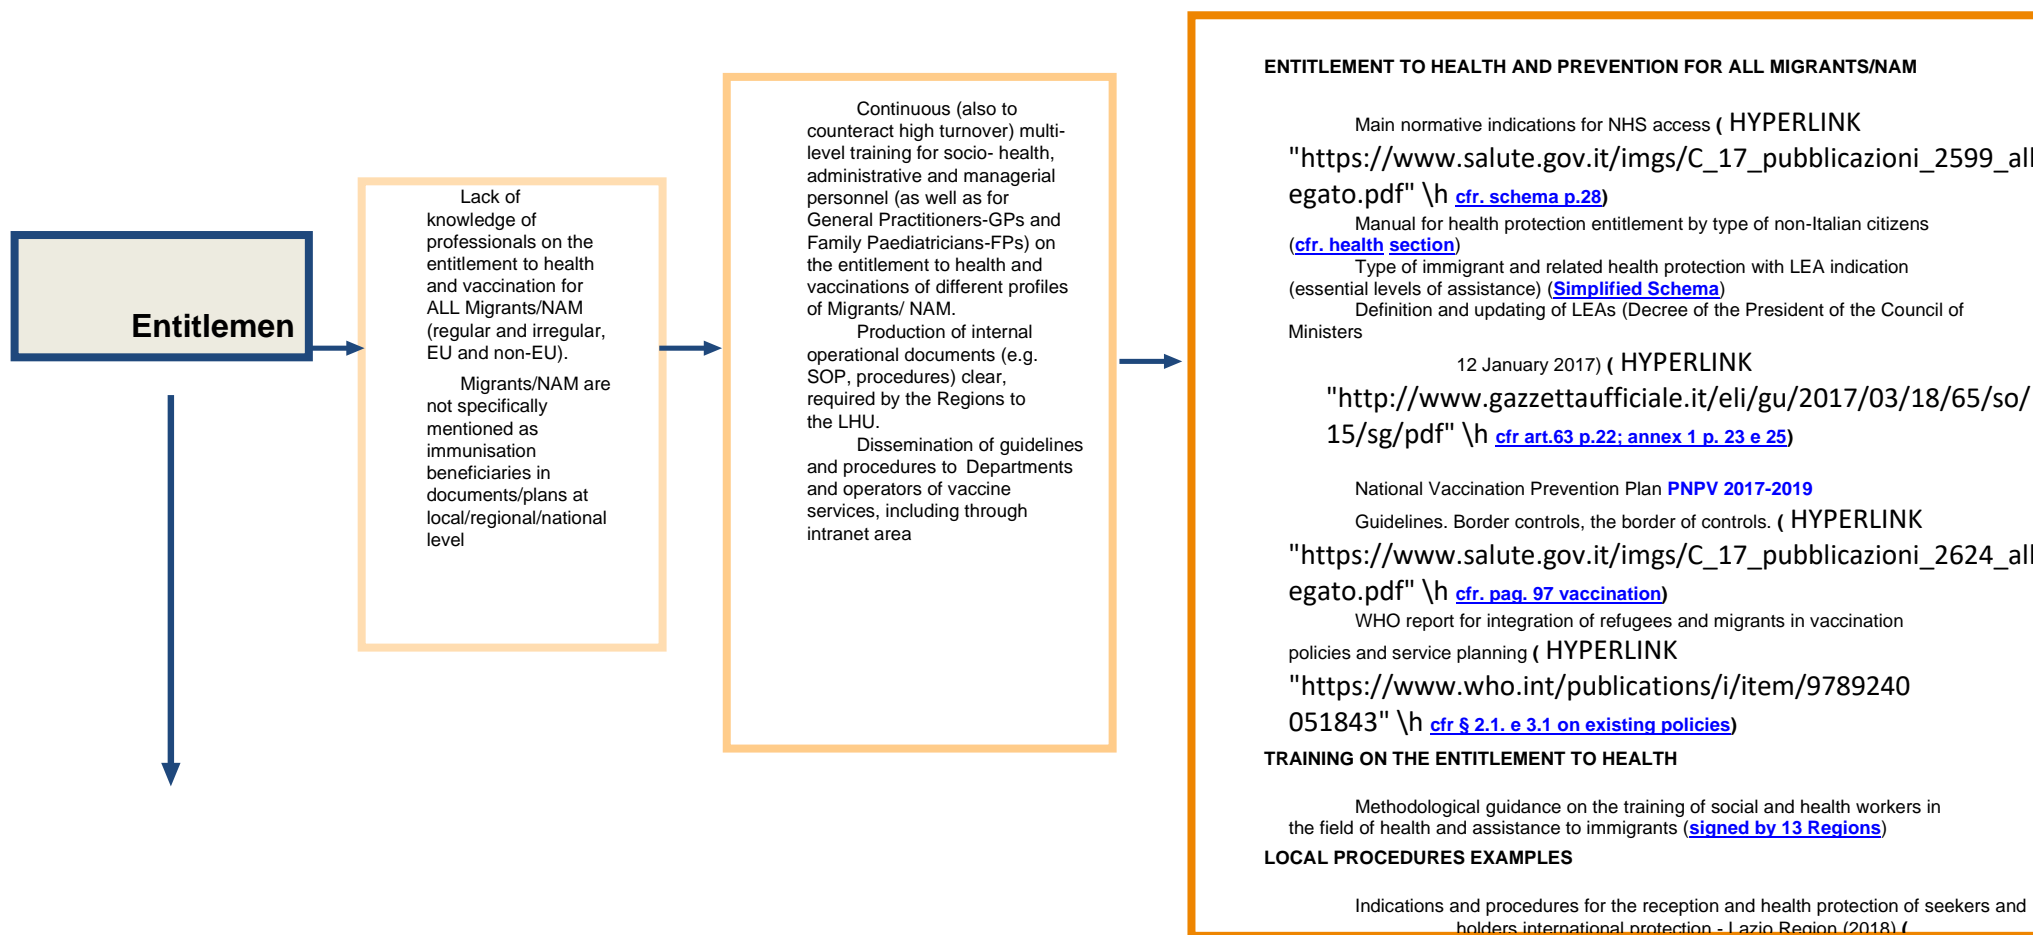 Entitlemen
Lack of
knowledge of
professionals on the
entitlement to health
and vaccination for
ALL Migrants/NAM
(regular and irregular,
EU and non-EU).
Migrants/NAM are
not specifically
mentioned as
immunisation
beneficiaries in
documents/plans at
local/regional/national
level
Continuous (also to
counteract high turnover) multi-
level training for socio- health,
administrative and managerial
personnel (as well as for
General Practitioners-GPs and
Family Paediatricians-FPs) on
the entitlement to health and
vaccinations of different profiles
of Migrants/ NAM.
Production of internal
operational documents (e.g.
SOP, procedures) clear,
required by the Regions to
the LHU.
Dissemination of guidelines
and procedures to Departments
and operators of vaccine
services, including through
intranet area
ENTITLEMENT TO HEALTH AND PREVENTION FOR ALL MIGRANTS/NAM
Main normative indications for NHS access ( HYPERLINK
"https://www.salute.gov.it/imgs/C_17_pubblicazioni_2599_all
egato.pdf" \h cfr. schema p.28)
Manual for health protection entitlement by type of non-Italian citizens
(cfr. health section)
Type of immigrant and related health protection with LEA indication
(essential levels of assistance) (Simplified Schema)
Definition and updating of LEAs (Decree of the President of the Council of
Ministers
12 January 2017) ( HYPERLINK
"http://www.gazzettaufficiale.it/eli/gu/2017/03/18/65/so/
15/sg/pdf" \h cfr art.63 p.22; annex 1 p. 23 e 25)
National Vaccination Prevention Plan PNPV 2017-2019
Guidelines. Border controls, the border of controls. ( HYPERLINK
"https://www.salute.gov.it/imgs/C_17_pubblicazioni_2624_all
egato.pdf" \h cfr. pag. 97 vaccination)
WHO report for integration of refugees and migrants in vaccination
policies and service planning ( HYPERLINK
"https://www.who.int/publications/i/item/9789240
051843" \h cfr § 2.1. e 3.1 on existing policies)
TRAINING ON THE ENTITLEMENT TO HEALTH
Methodological guidance on the training of social and health workers in
the field of health and assistance to immigrants (signed by 13 Regions)
LOCAL PROCEDURES EXAMPLES
Indications and procedures for the reception and health protection of seekers and
holders international protection - Lazio Region (2018) (